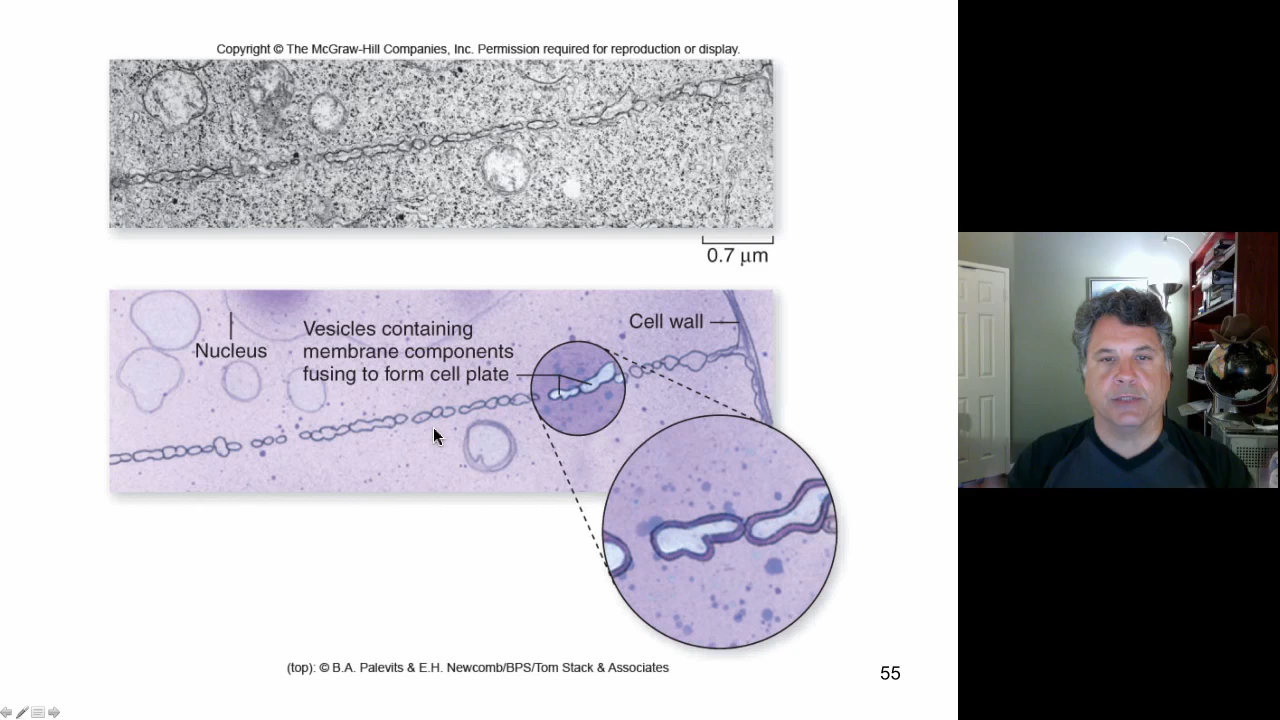 Copyright © The McGraw-Hill Companies, Inc. Permission required for reproduction or display.
0.7 μm
Nucleus
Vesicles containing
membrane components
fusing to form cell plate
Cell wall
(top): © B.A. Palevits & E.H. Newcomb/BPS/Tom Stack & Associates
55